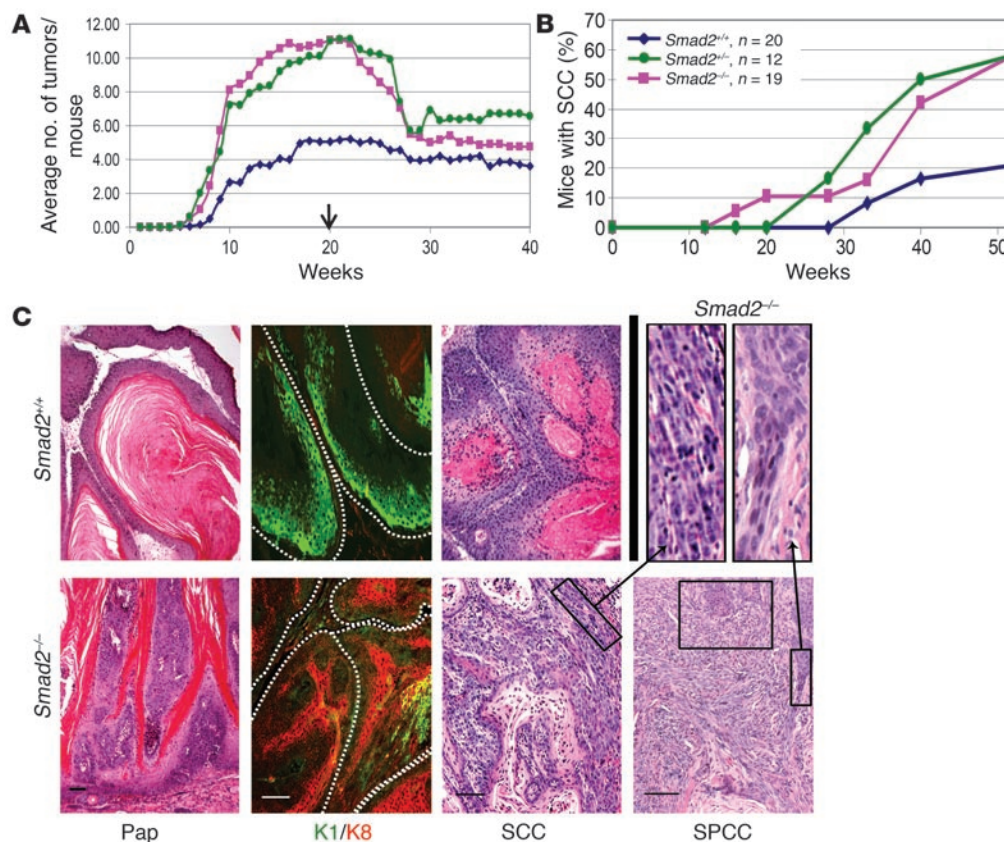 A
Average no. of tumors/
mouse
12.00
10.00
8.00
6.00
4.00
2.00
0.00
0
10
20
30
40
Weeks
B
Mice with SCC (%)
70
60
50
40
30
20
10
0
Smad2+/+, n = 20
Smad2+/–, n = 12
Smad2–/–, n = 19
0
10
20
30
40
50
Weeks
C
Smad2–/–
Smad2+/+
Smad2–/–
Pap
K1/K8
SCC
SPCC